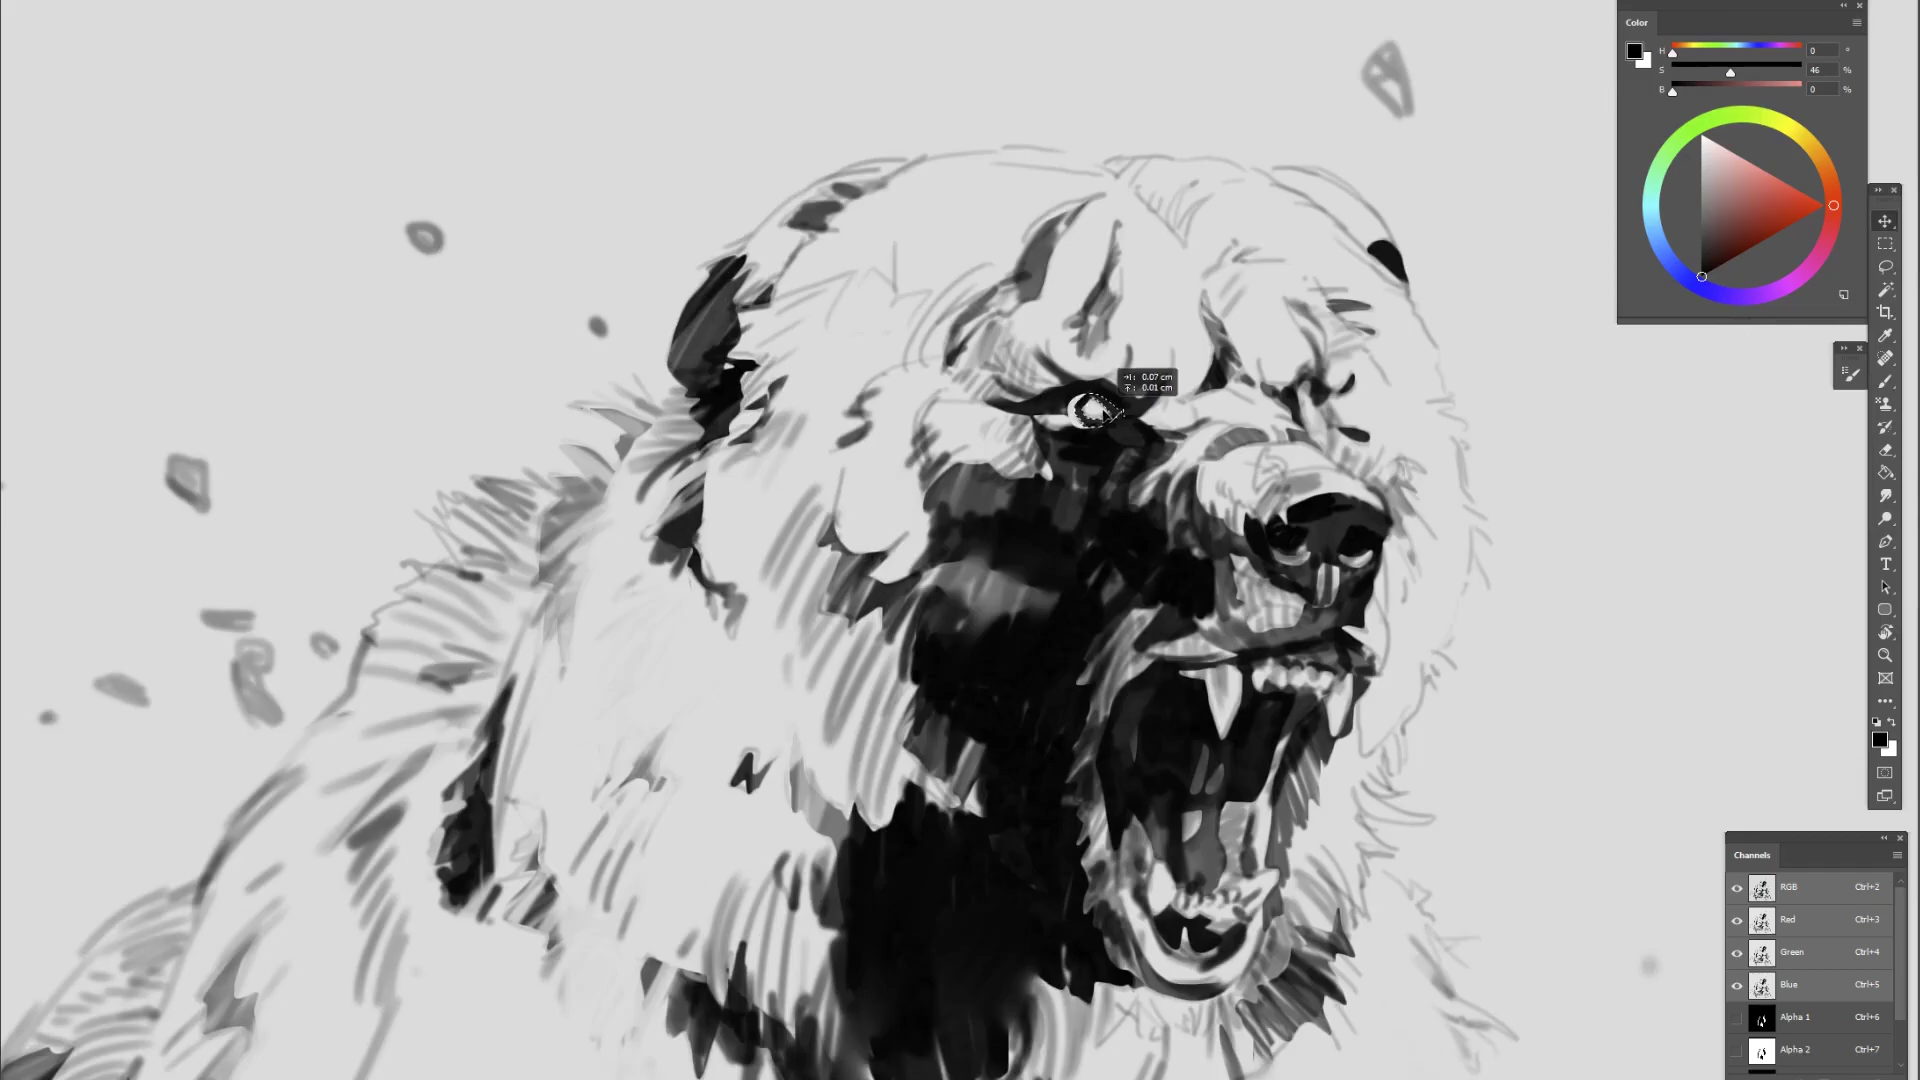 Color
H 0 °
S 46 %
B 0 %
0.07 cm
0.01 cm
T
Channels
RGB Ctrl+2
Red Ctrl+3
Green Ctrl+4
Blue Ctrl+5
Alpha 1 Ctrl+6
Alpha 2 Ctrl+7